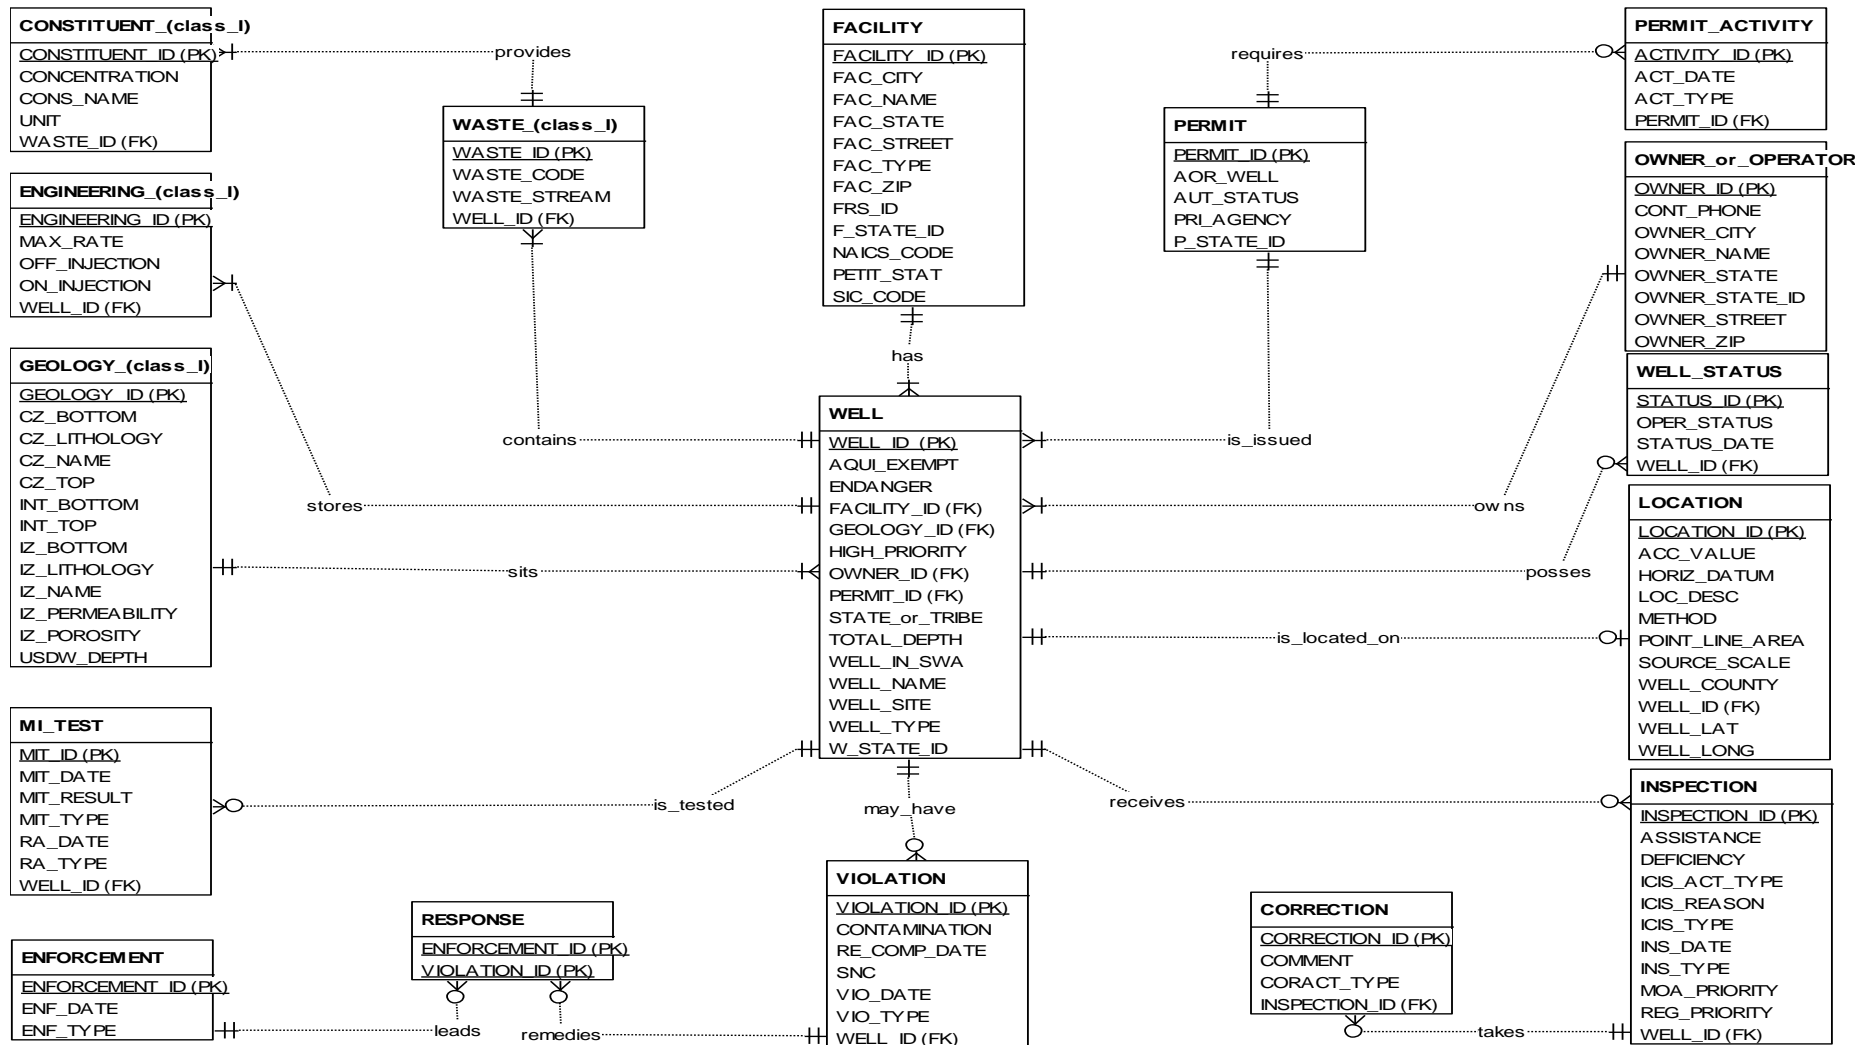 CONSTITUENT_(class_I)
CONSTITUENT_ID (PK)
CONCENTRATION
CONS_NAME
UNIT
WASTE_ID (FK)
provides
WASTE_(class_I)
WASTE_ID (PK)
WASTE_CODE
WASTE_STREAM
WELL_ID (FK)
ENGINEERING_(class_I)
ENGINEERING_ID (PK)
MAX_RATE
OFF_INJECTION
ON_INJECTION
WELL_ID (FK)
GEOLOGY_(class_I)
GEOLOGY_ID (PK)
CZ_BOTTOM
CZ_LITHOLOGY
CZ_NAME
CZ_TOP
INT_BOTTOM
INT_TOP
IZ_BOTTOM
IZ_LITHOLOGY
IZ_NAME
IZ_PERMEABILITY
IZ_POROSITY
USDW_DEPTH
contains
stores
sits
MI_TEST
MIT_ID (PK)
MIT_DATE
MIT_RESULT
MIT_TYPE
RA_DATE
RA_TYPE
WELL_ID (FK)
is_tested
ENFORCEMENT
ENFORCEMENT_ID (PK)
ENF_DATE
ENF_TYPE
leads
RESPONSE
ENFORCEMENT_ID (PK)
VIOLATION_ID (PK)
remedies
FACILITY
FACILITY_ID (PK)
FAC_CITY
FAC_NAME
FAC_STATE
FAC_STREET
FAC_TYPE
FAC_ZIP
FRS_ID
F_STATE_ID
NAICS_CODE
PETIT_STAT
SIC_CODE
has
WELL
WELL_ID (PK)
AQUI_EXEMPT
ENDANGER
FACILITY_ID (FK)
GEOLOGY_ID (FK)
HIGH_PRIORITY
OWNER_ID (FK)
PERMIT_ID (FK)
STATE_or_TRIBE
TOTAL_DEPTH
WELL_IN_SWA
WELL_NAME
WELL_SITE
WELL_TYPE
W_STATE_ID
may_have
VIOLATION
VIOLATION_ID (PK)
CONTAMINATION
RE_COMP_DATE
SNC
VIO_DATE
VIO_TYPE
WELL_ID (FK)
requires
PERMIT
PERMIT_ID (PK)
AOR_WELL
AUT_STATUS
PRI_AGENCY
P_STATE_ID
is_issued
owns
posses
is_located_on
receives
PERMIT_ACTIVITY
ACTIVITY_ID (PK)
ACT_DATE
ACT_TYPE
PERMIT_ID (FK)
OWNER_or_OPERATOR
OWNER_ID (PK)
CONT_PHONE
OWNER_CITY
OWNER_NAME
OWNER_STATE
OWNER_STATE_ID
OWNER_STREET
OWNER_ZIP
WELL_STATUS
STATUS_ID (PK)
OPER_STATUS
STATUS_DATE
WELL_ID (FK)
LOCATION
LOCATION_ID (PK)
ACC_VALUE
HORIZ_DATUM
LOC_DESC
METHOD
POINT_LINE_AREA
SOURCE_SCALE
WELL_COUNTY
WELL_ID (FK)
WELL_LAT
WELL_LONG
INSPECTION
INSPECTION_ID (PK)
ASSISTANCE
DEFICIENCY
ICIS_ACT_TYPE
ICIS_REASON
ICIS_TYPE
INS_DATE
INS_TYPE
MOA_PRIORITY
REG_PRIORITY
WELL_ID (FK)
CORRECTION
CORRECTION_ID (PK)
COMMENT
CORACT_TYPE
INSPECTION_ID (FK)
takes